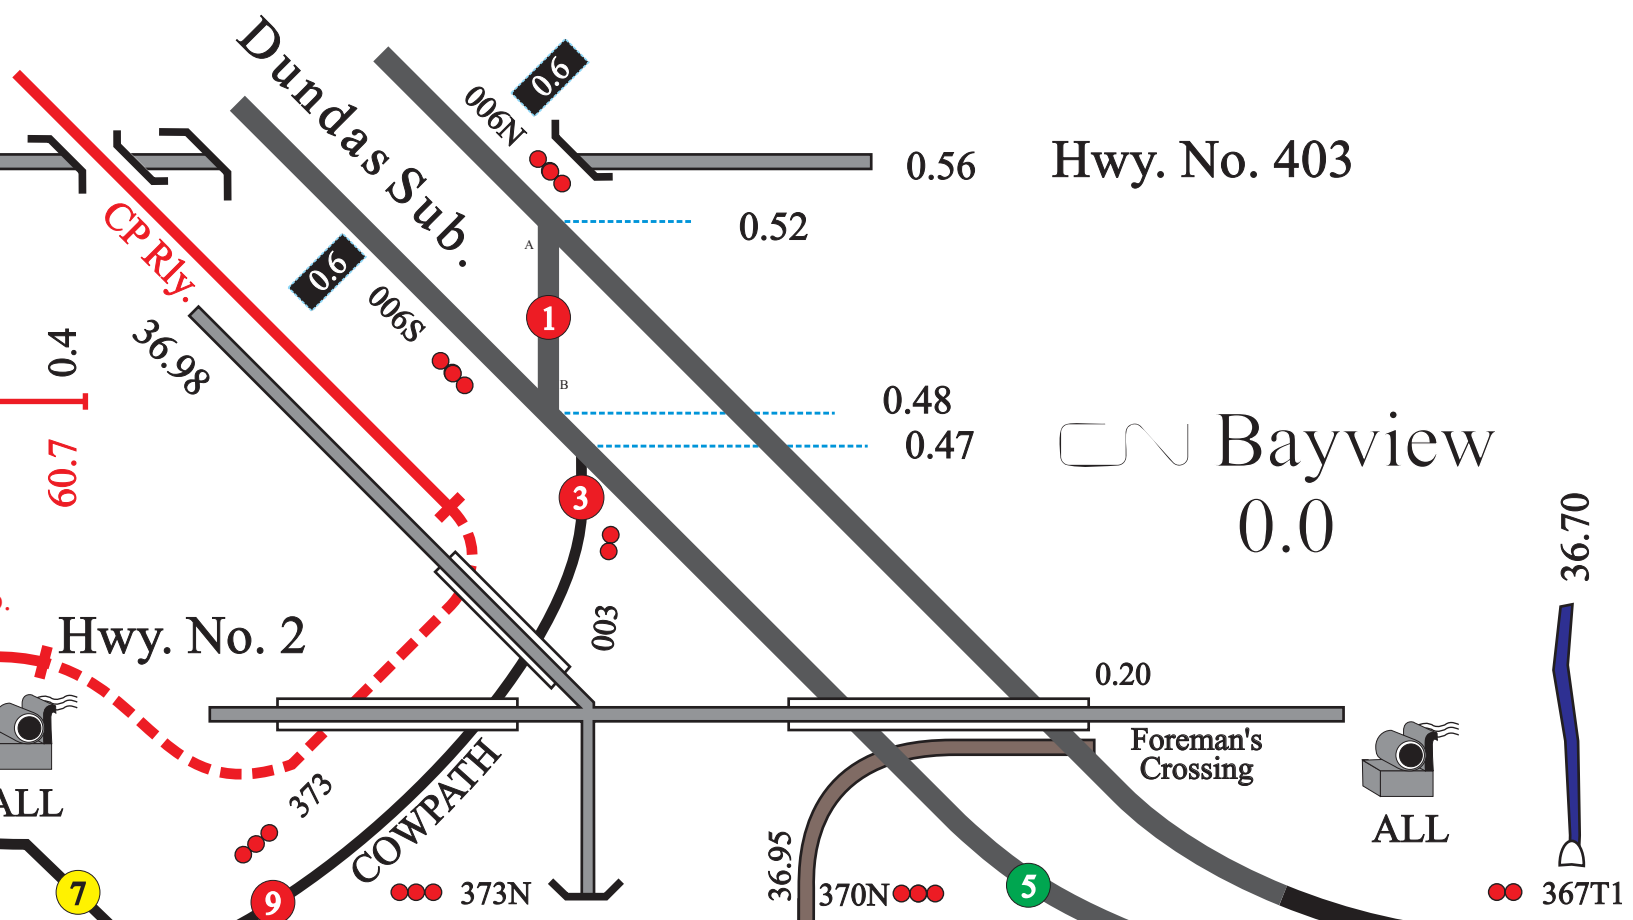 Dundas Sub.
0.6
006N
0.56
Hwy. No. 403
0.52
A
CP Rly.
0.6
006S
1
36.98
0.4
B
0.48
0.47
CN Bayview
0.0
60.7
3
36.70
003
Hwy. No. 2
0.20
Foreman's
Crossing
373
COWPATH
ALL
ALL
36.95
7
9
373N
370N
5
367T1